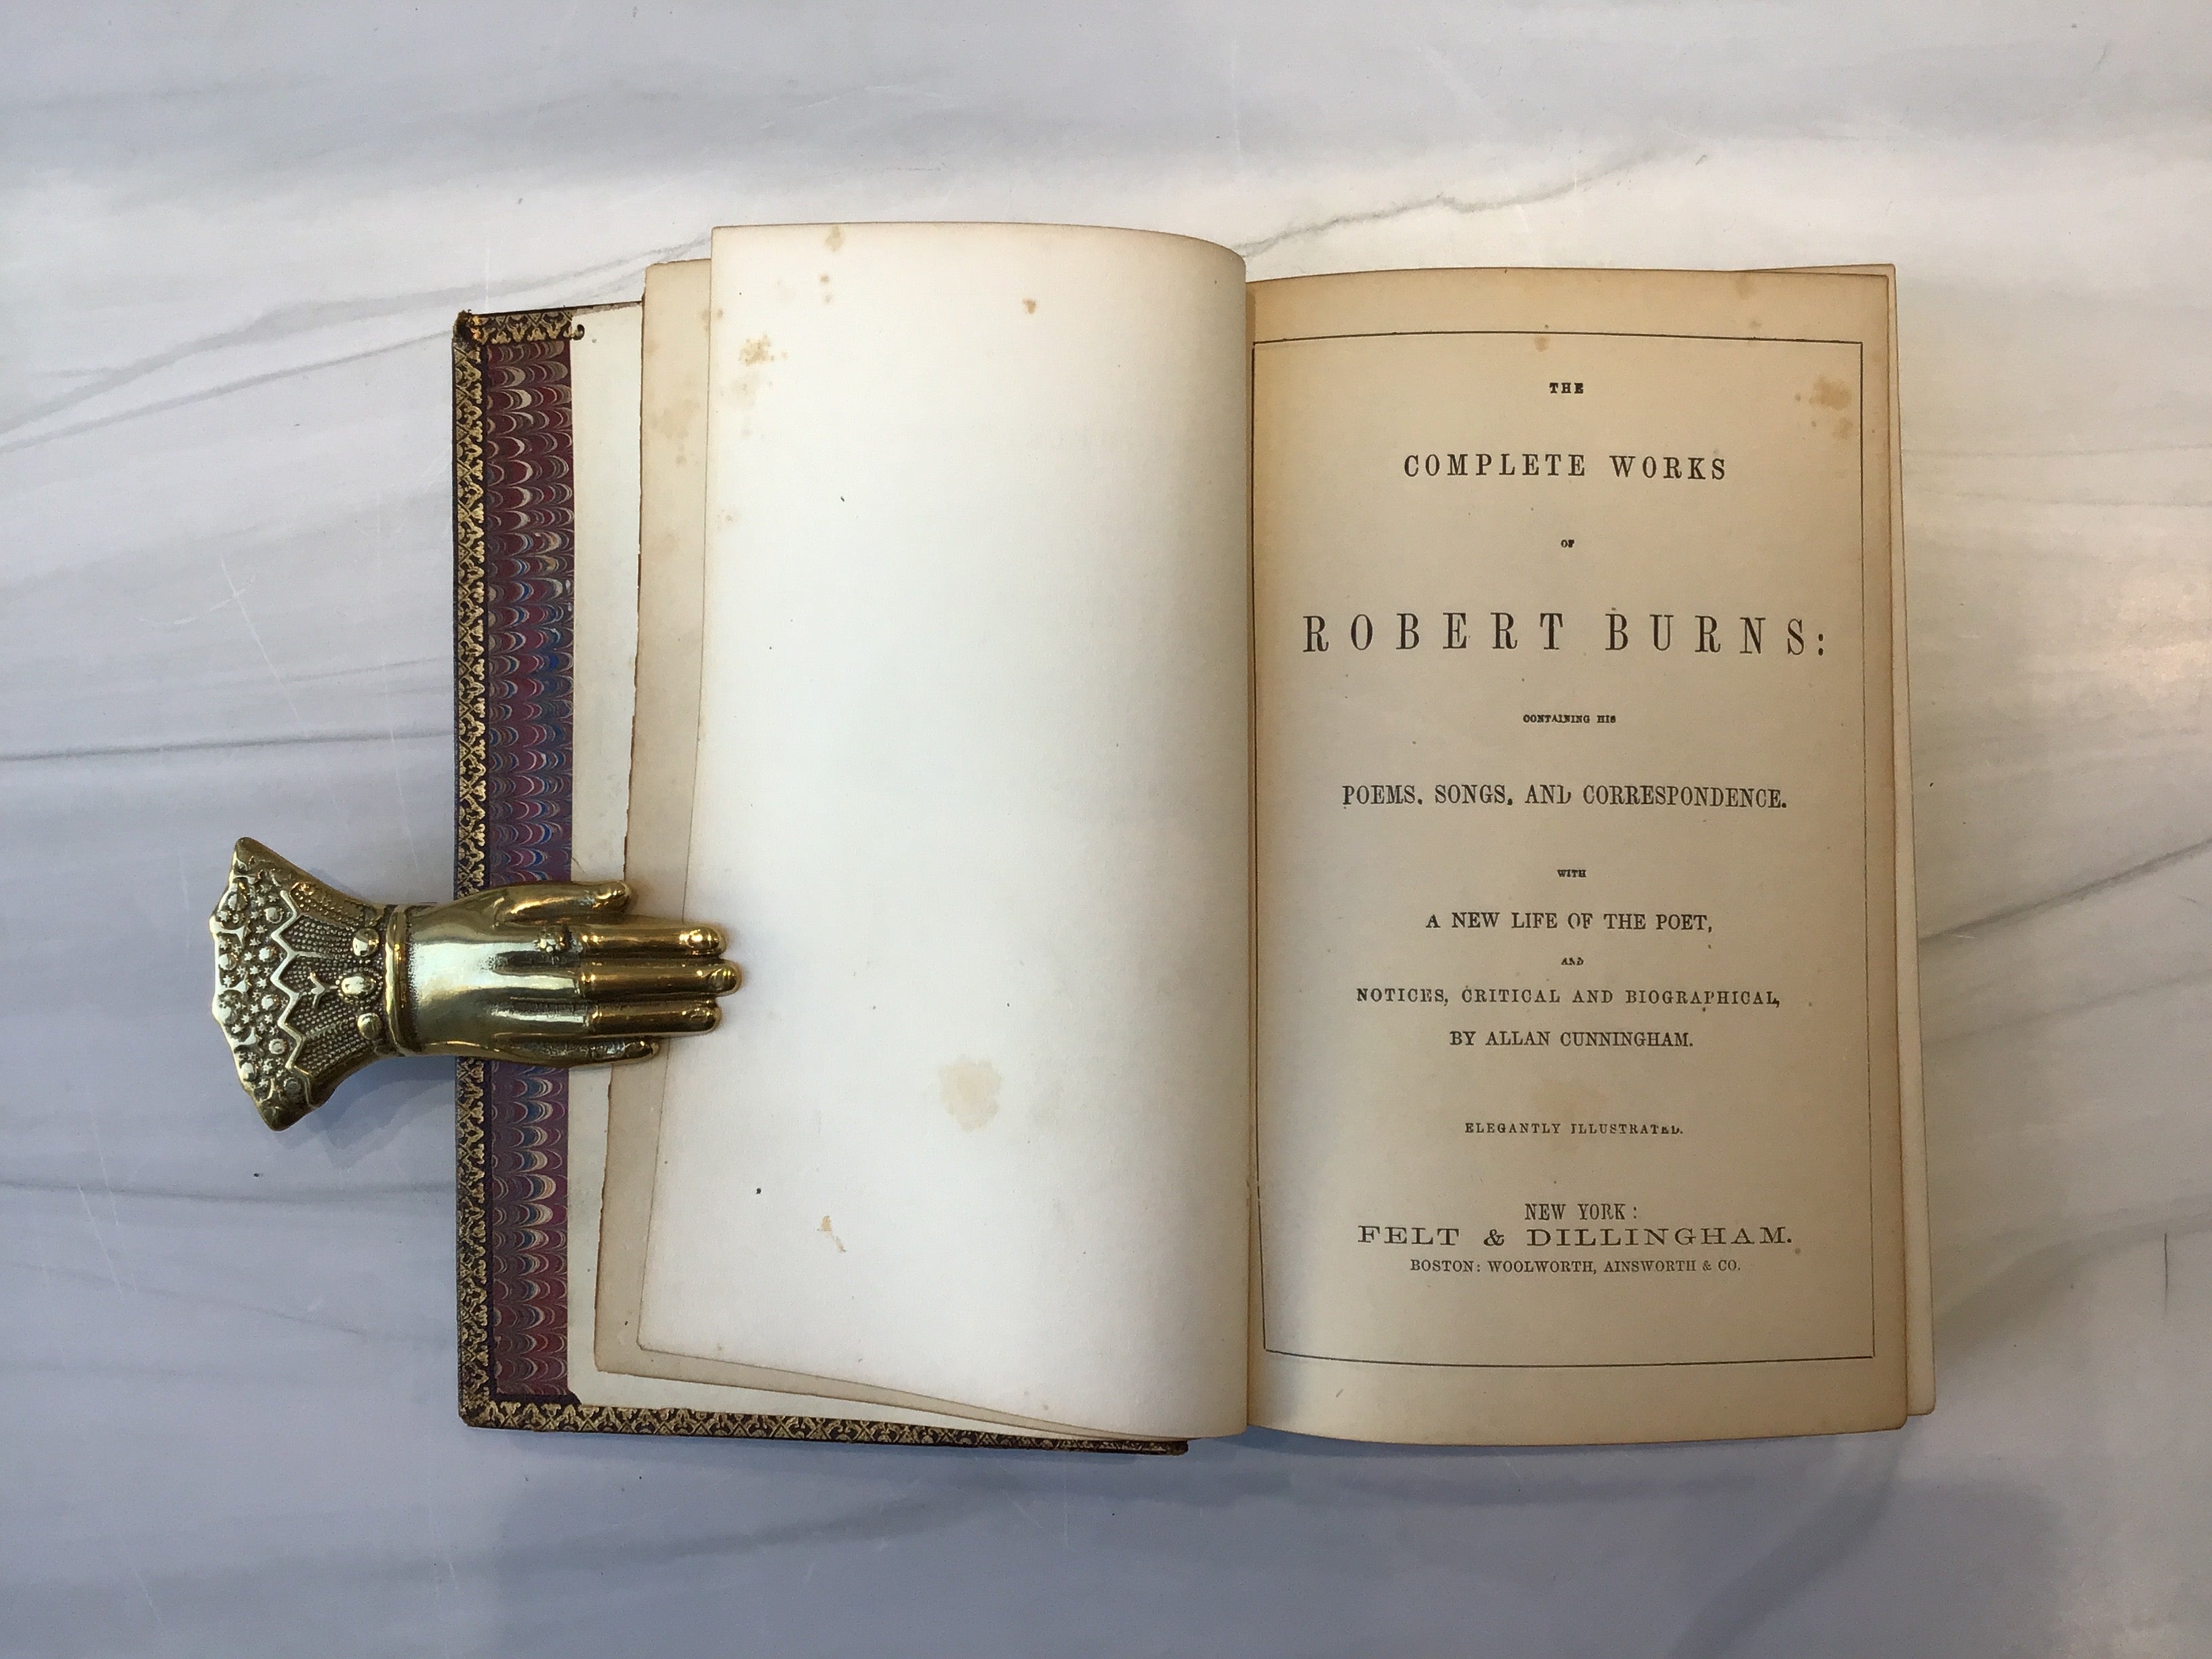 THE
COMPLETE WORKS
OF
ROBERT BURNS:
CONTAINING HIS
POEMS, SONGS, AND CORRESPONDENCE.
WITH
A NEW LIFE OF THE POET,
AND
NOTICES, CRITICAL AND BIOGRAPHICAL,
BY ALLAN CUNNINGHAM.
ELEGANTLY ILLUSTRATED.
NEW YORK:
FELT & DILLINGHAM.
BOSTON: WOOLWORTH, AINSWORTH & CO.